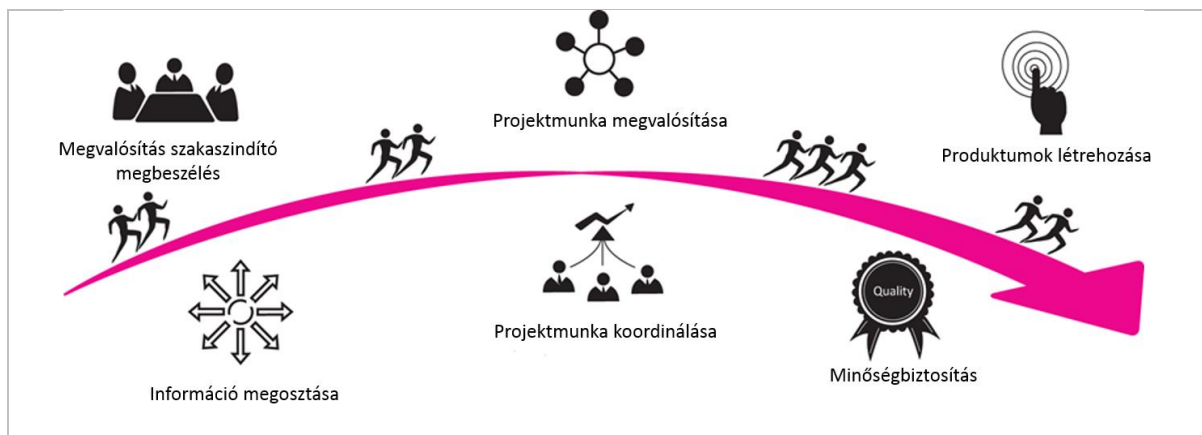 Megvalósítás szakaszindító
megbeszélés
Információ megosztása
Projektmunka megvalósítása
Projektmunka koordinálása
Produktumok létrehozása
Quality
Minőségbiztosítás